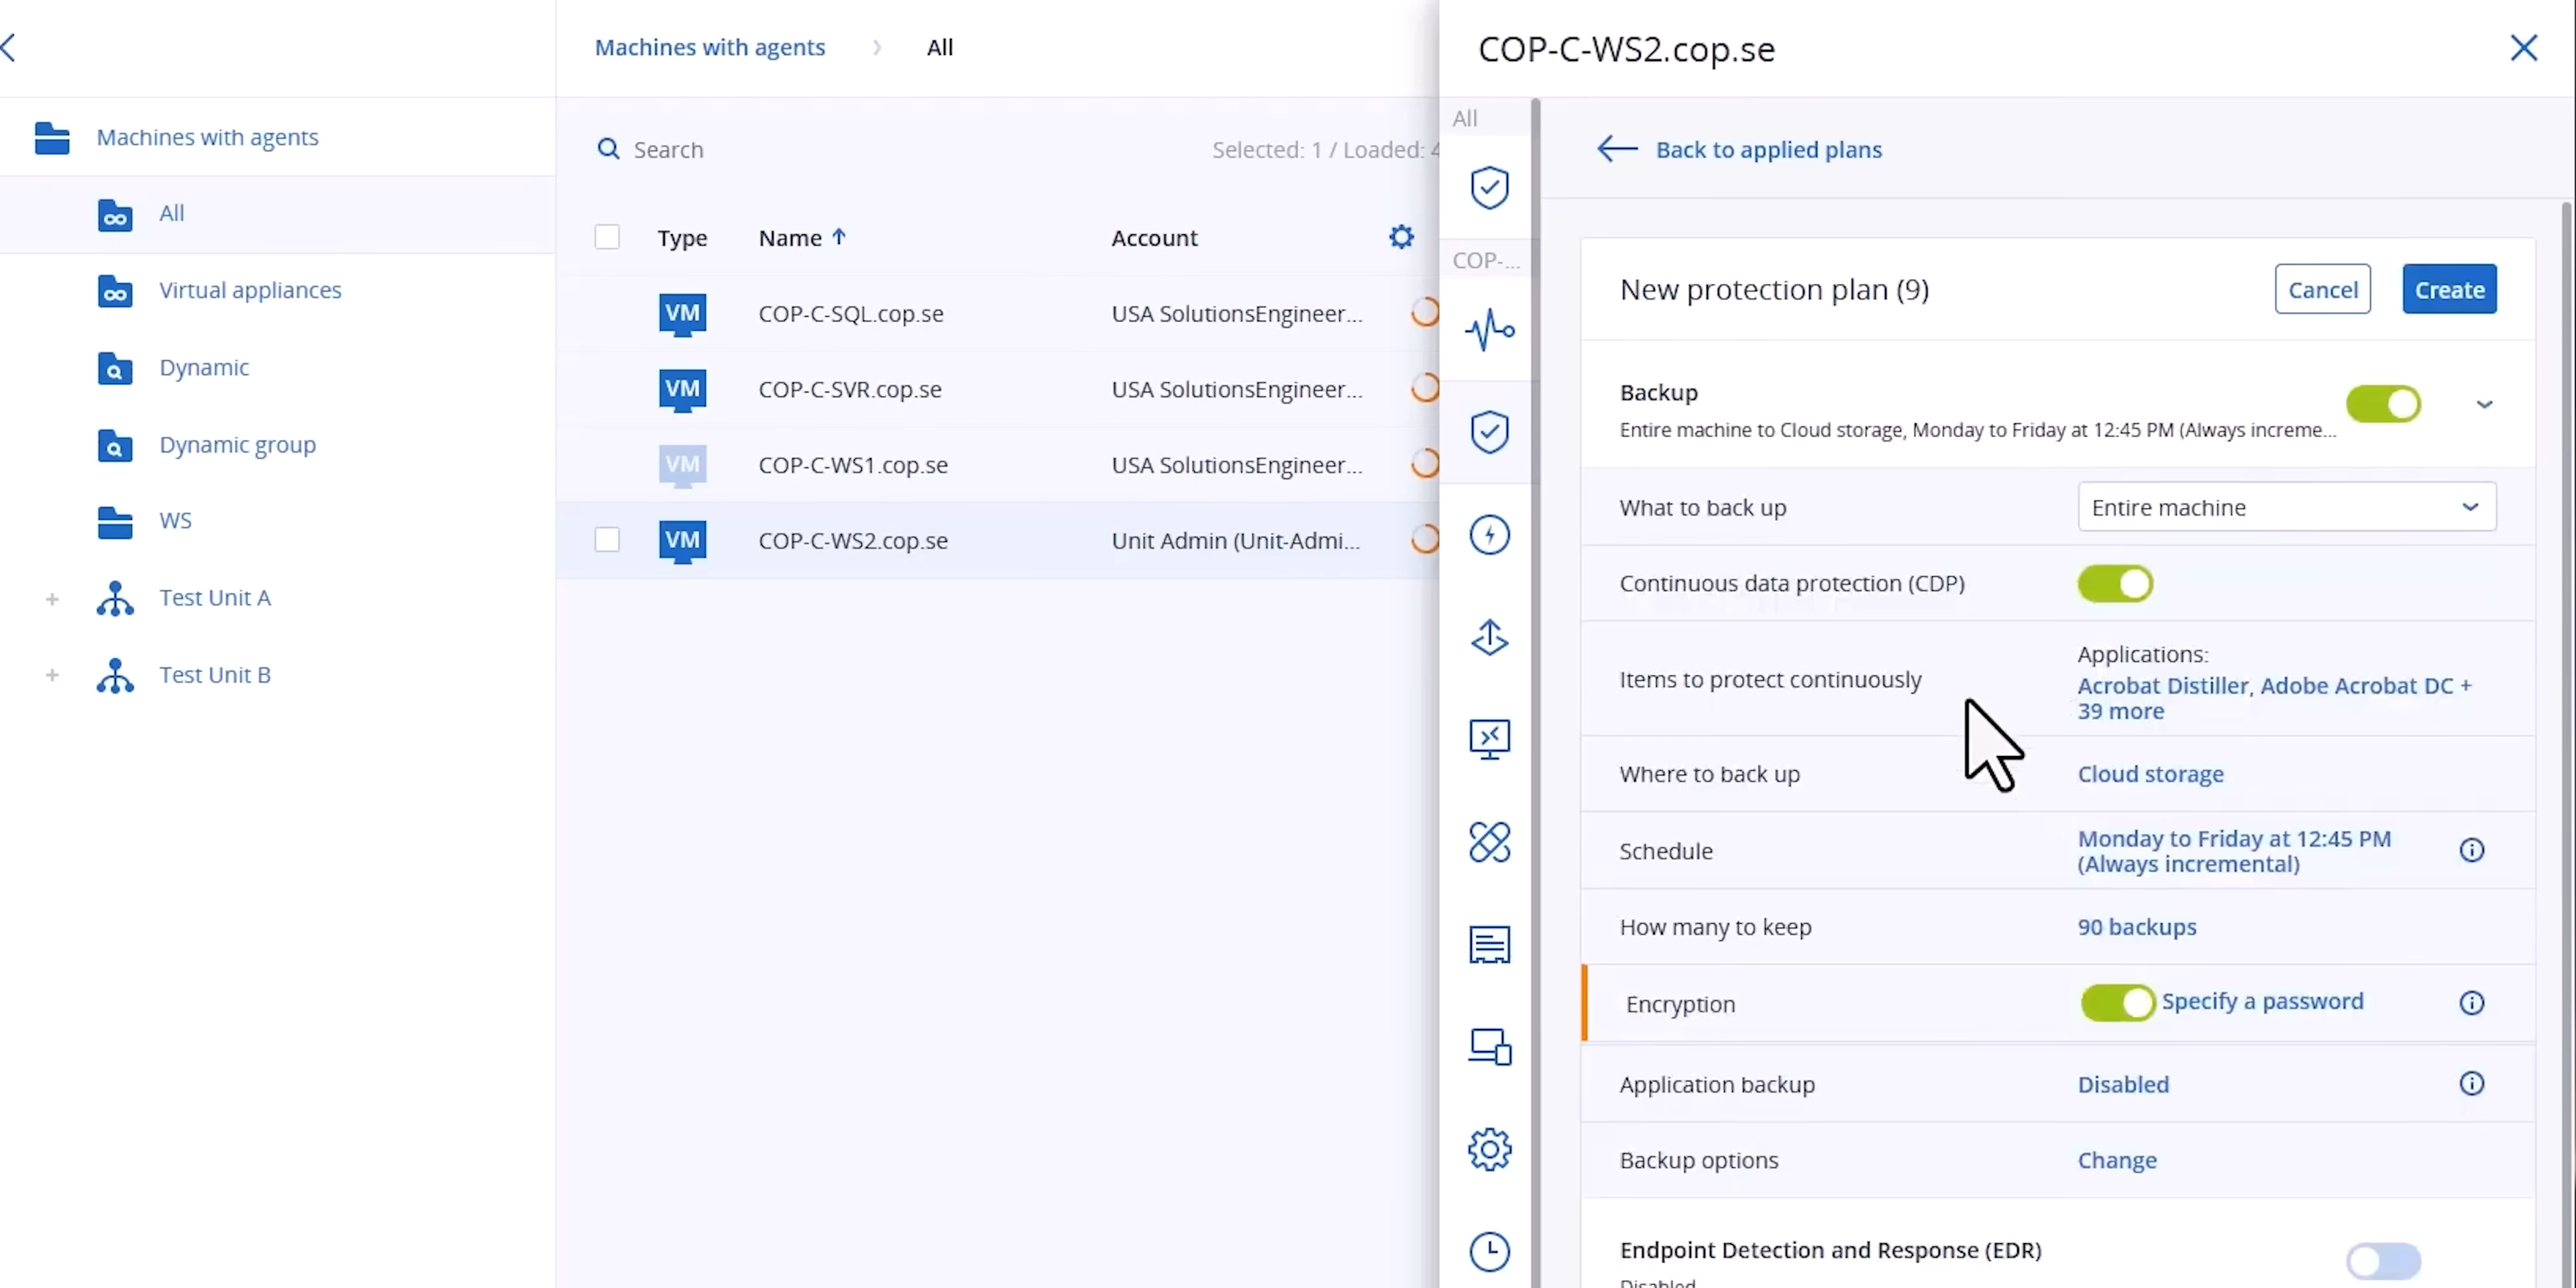 Machines with agents
All
Virtual appliances
Dynamic
Dynamic group
WS
Test Unit A
Test Unit B
Machines with agents > All
Search
Selected: 1 / Loaded: 4
Type Name Account
VM COP-C-SQL.cop.se USA SolutionsEngineer...
VM COP-C-SVR.cop.se USA SolutionsEngineer...
VM COP-C-WS1.cop.se USA SolutionsEngineer...
VM COP-C-WS2.cop.se Unit Admin (Unit-Admi...
COP-C-WS2.cop.se
All
COP-...
Back to applied plans
New protection plan (9)
Cancel
Create
Backup
Entire machine to Cloud storage, Monday to Friday at 12:45 PM (Always increme...
What to back up Entire machine
Continuous data protection (CDP)
Items to protect continuously
Applications:
Acrobat Distiller, Adobe Acrobat DC +
39 more
Where to back up Cloud storage
Schedule
Monday to Friday at 12:45 PM
(Always incremental)
How many to keep 90 backups
Encryption Specify a password
Application backup Disabled
Backup options Change
Endpoint Detection and Response (EDR)
Disabled